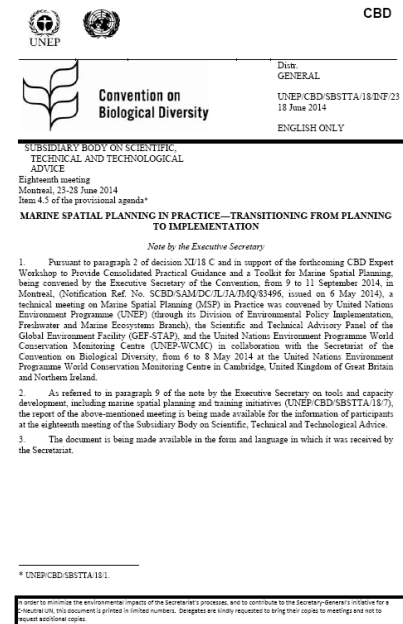 CBD
UNEP
Distr.
GENERAL
UNEP/CBD/SBSTTA/18/INF/23
18 June 2014
ENGLISH ONLY
Convention on
Biological Diversity
SUBSIDIARY BODY ON SCIENTIFIC,
TECHNICAL AND TECHNOLOGICAL
ADVICE
Eighteenth meeting
Montreal, 23-28 June 2014
Item 4.5 of the provisional agenda*
MARINE SPATIAL PLANNING IN PRACTICE—TRANSITIONING FROM PLANNING
TO IMPLEMENTATION
Note by the Executive Secretary
1. Pursuant to paragraph 2 of decision XI/18 C and in support of the forthcoming CBD Expert
Workshop to Provide Consolidated Practical Guidance and a Toolkit for Marine Spatial Planning,
being convened by the Executive Secretary of the Convention, from 9 to 11 September 2014, in
Montreal, (Notification Ref. No. SCBD/SAM/DC/JL/JA/JMQ/83496, issued on 6 May 2014), a
technical meeting on Marine Spatial Planning (MSP) in Practice was convened by United Nations
Environment Programme (UNEP) (through its Division of Environmental Policy Implementation,
Freshwater and Marine Ecosystems Branch), the Scientific and Technical Advisory Panel of the
Global Environment Facility (GEF-STAP), and the United Nations Environment Programme World
Conservation Monitoring Centre (UNEP-WCMC) in collaboration with the Secretariat of the
Convention on Biological Diversity, from 6 to 8 May 2014 at the United Nations Environment
Programme World Conservation Monitoring Centre in Cambridge, United Kingdom of Great Britain
and Northern Ireland.
2. As referred to in paragraph 9 of the note by the Executive Secretary on tools and capacity
development, including marine spatial planning and training initiatives (UNEP/CBD/SBSTTA/18/7),
the report of the above-mentioned meeting is being made available for the information of participants
at the eighteenth meeting of the Subsidiary Body on Scientific, Technical and Technological Advice.
3. The document is being made available in the form and language in which it was received by
the Secretariat.
* UNEP/CBD/SBSTTA/18/1.
n order to minimize the environmental impacts of the Secretariat's processes, and to contribute to the Secretary-General's initiative for a
C-Neutral UN, this document is printed in limited numbers. Delegates are kindly requested to bring their copies to meetings and not to
request additional copies.